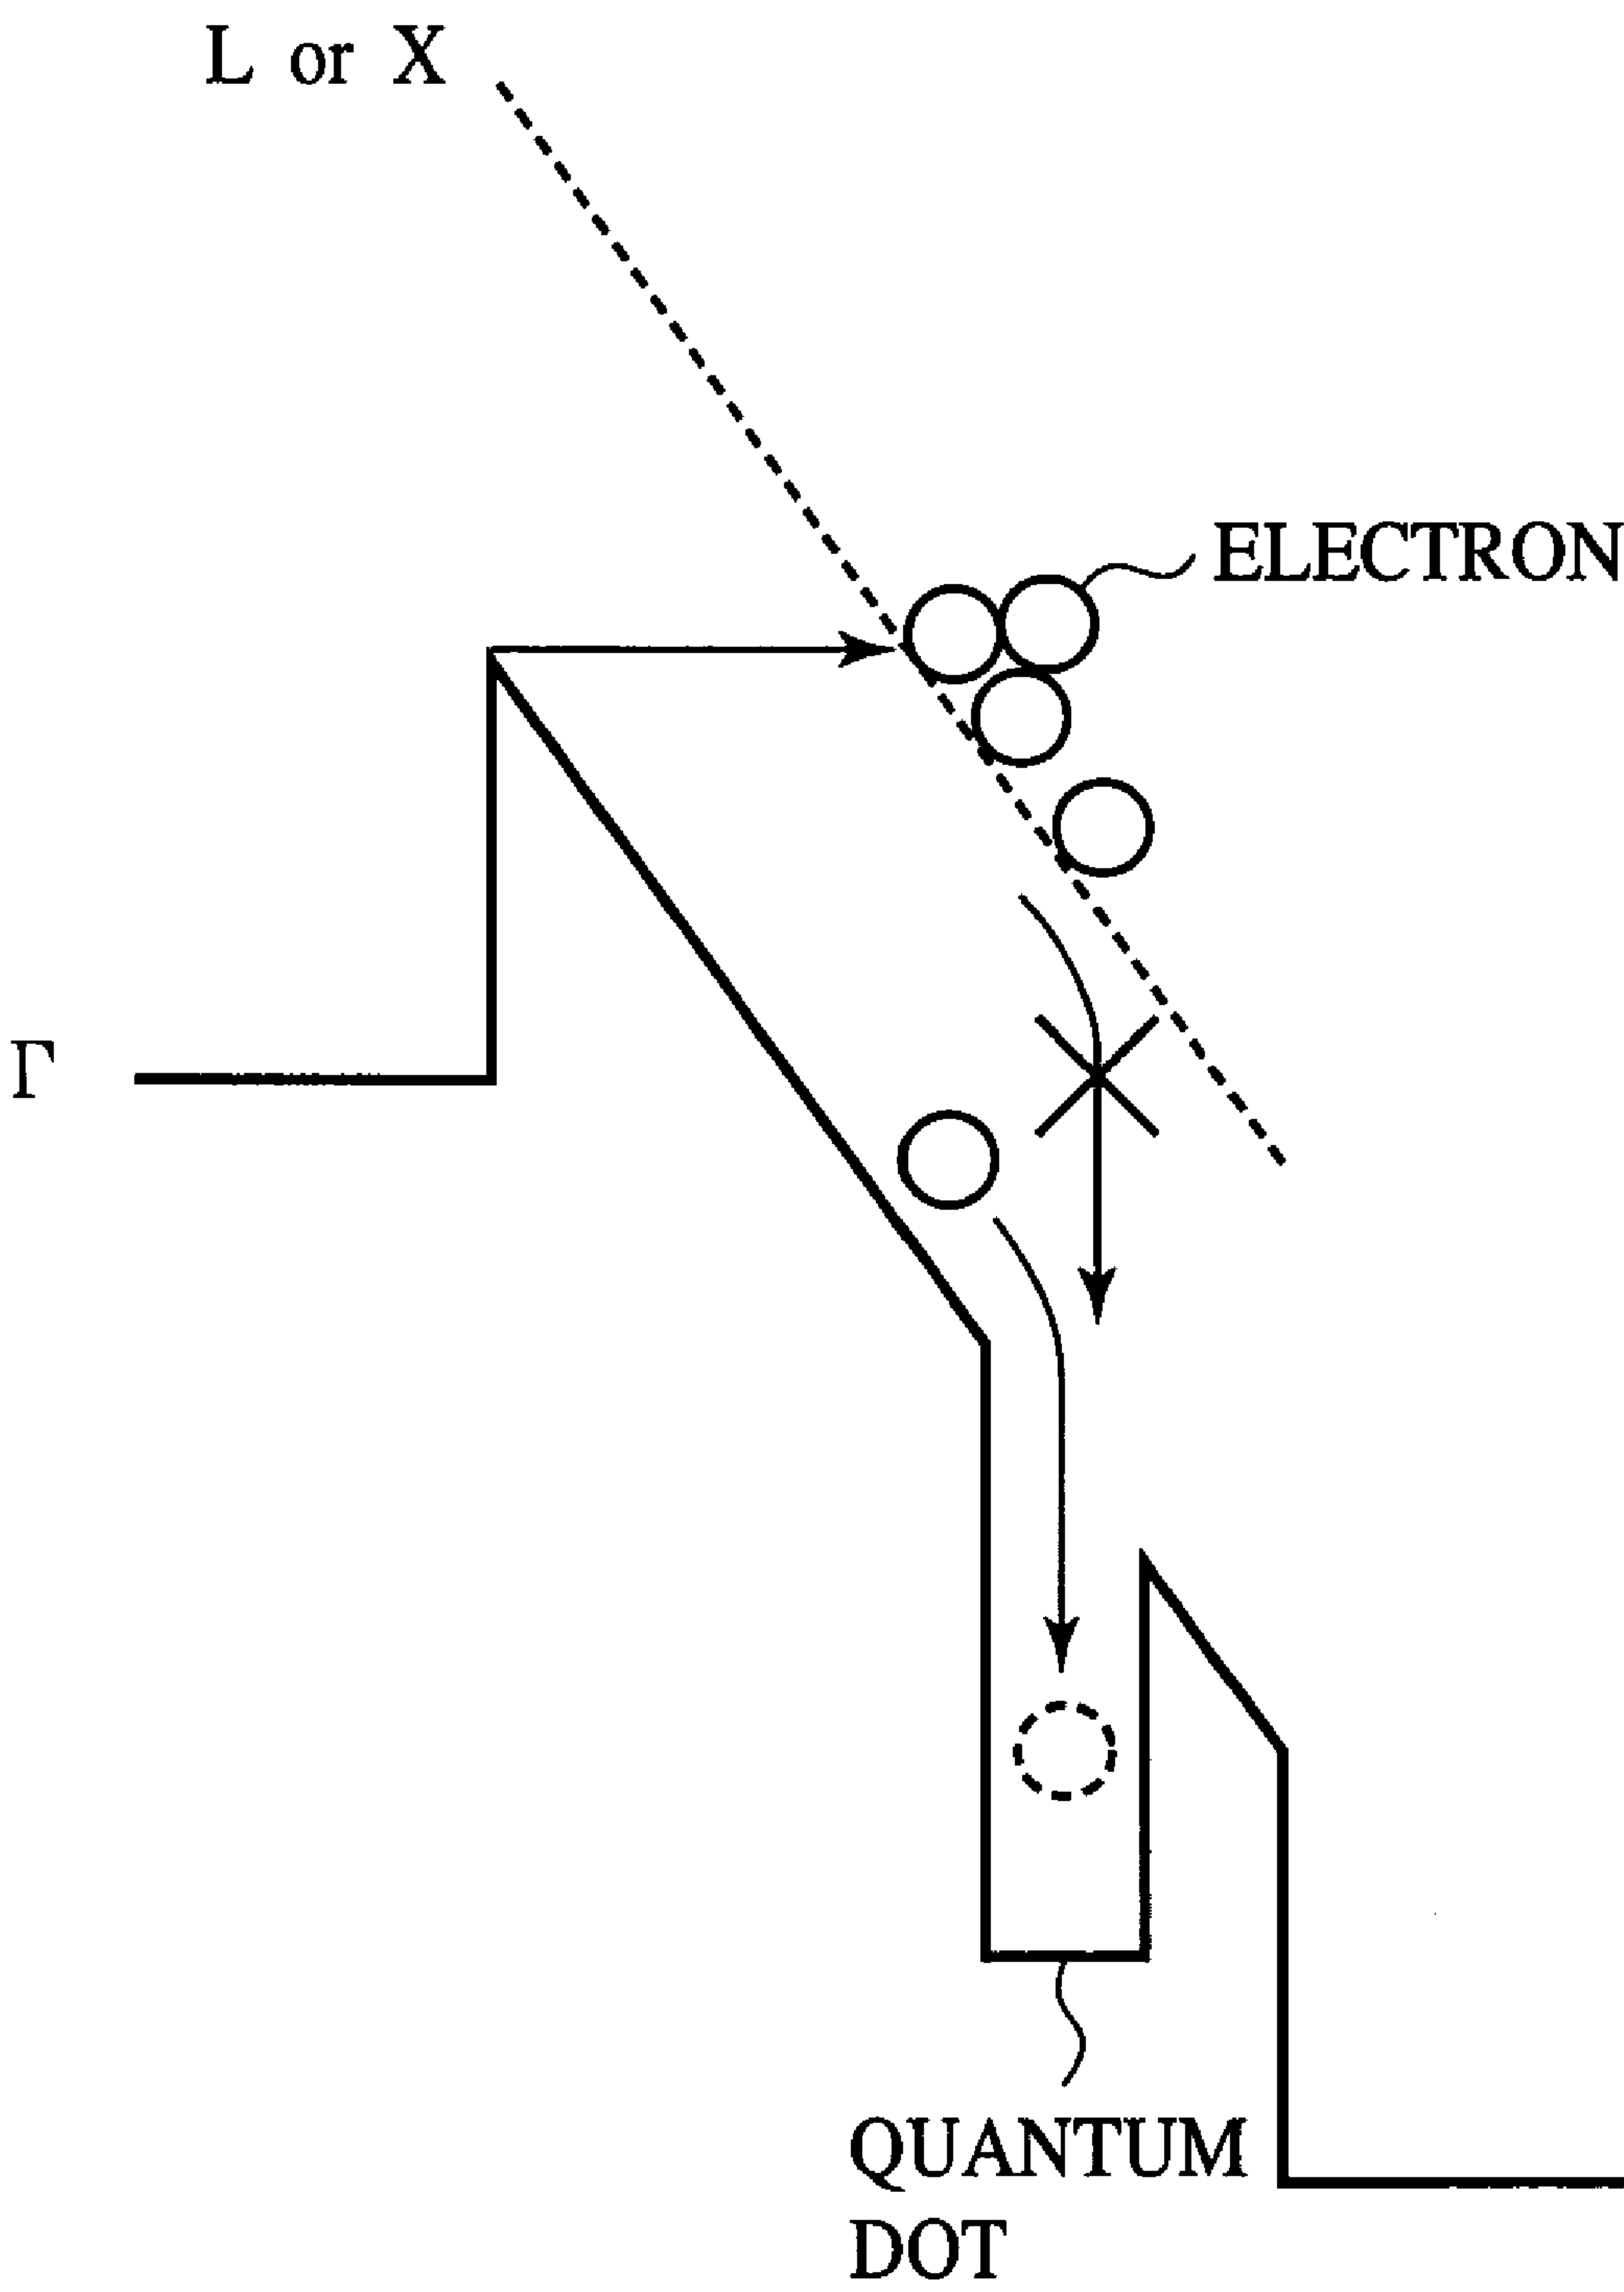 L or X
ELECTRON
Γ
QUANTUM
DOT